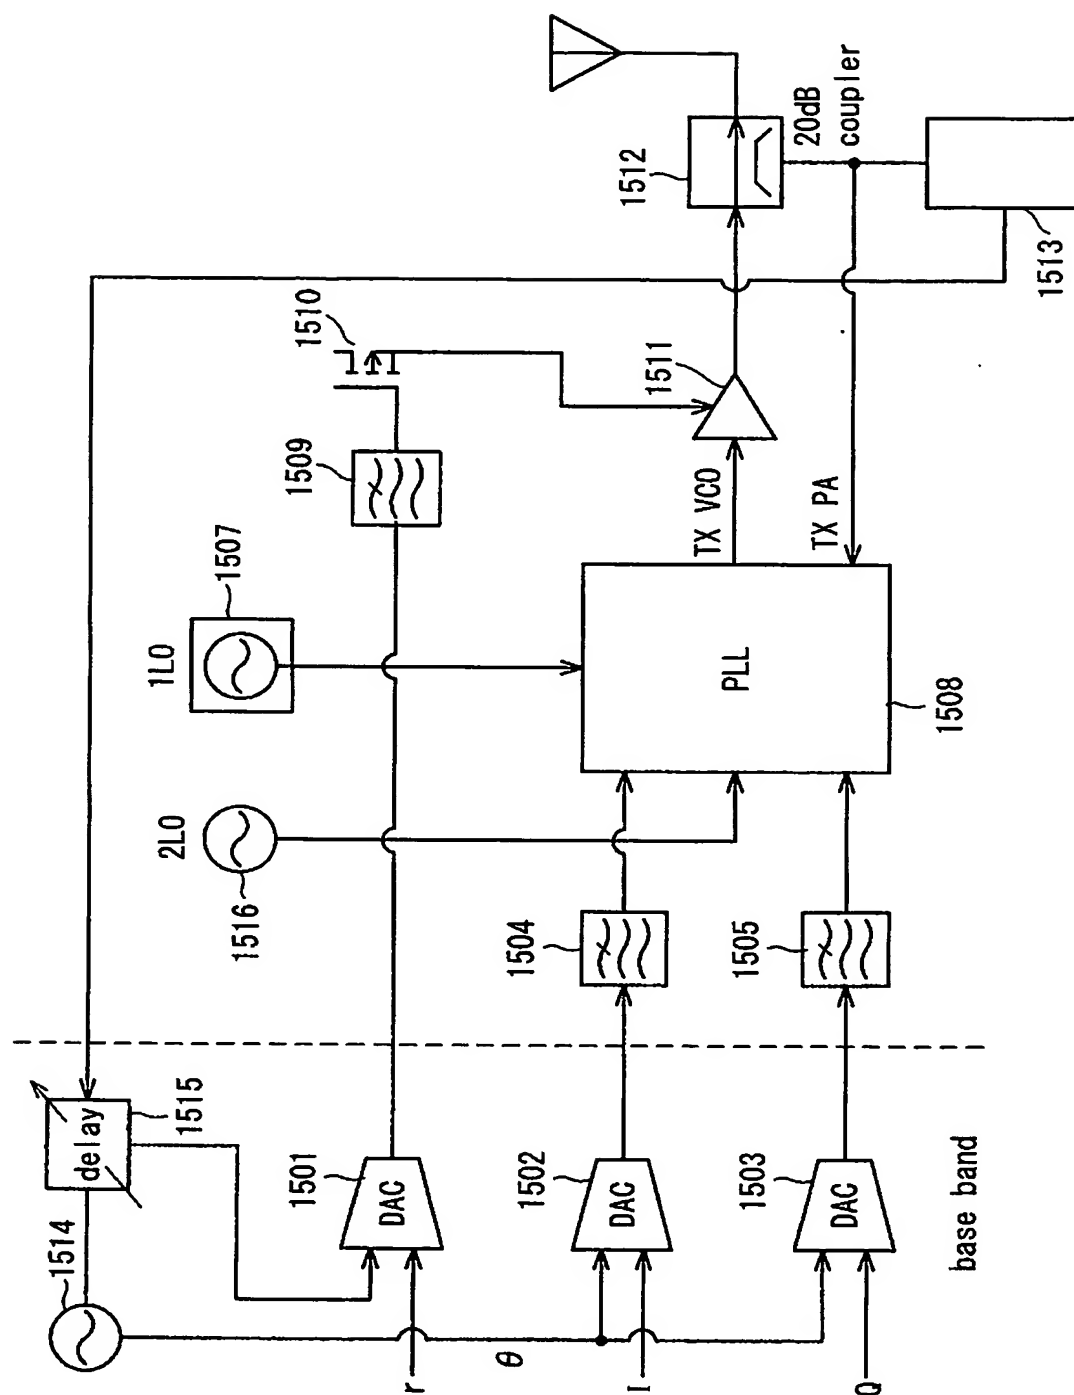 1514
delay
1515
θ
r
DAC
1501
I
DAC
1502
Q
DAC
1503
base band
2LO
1516
1LO
1507
1504
1505
1509
1510
PLL
1508
TX VCO
TX PA
1511
1512
20dB
coupler
1513